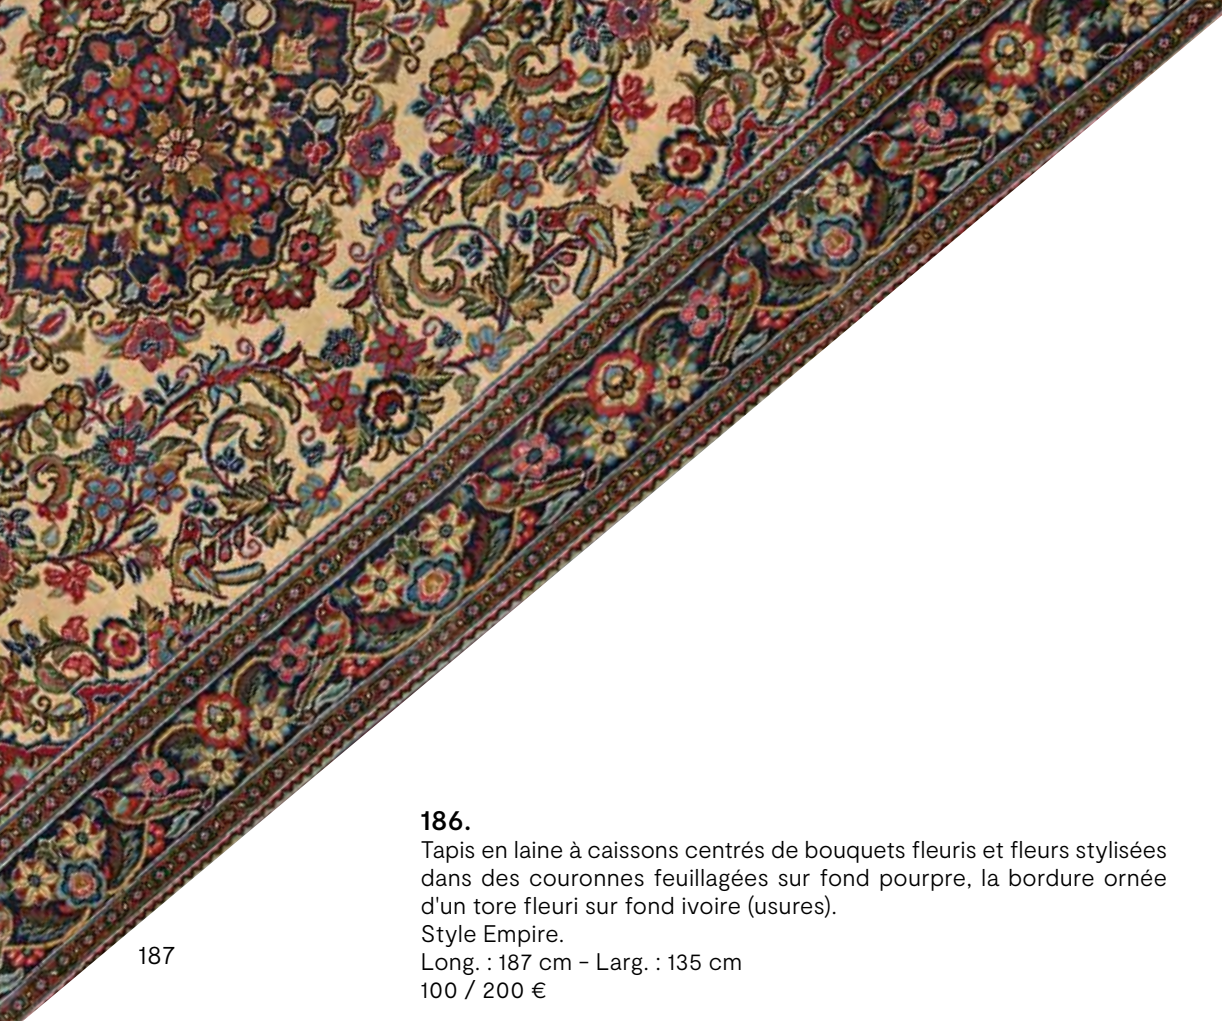 186.
Tapis en laine à caissons centrés de bouquets fleuris et fleurs stylisées
dans des couronnes feuillagées sur fond pourpre, la bordure ornée
d'un tore fleuri sur fond ivoire (usures).
Style Empire.
Long. : 187 cm - Larg. : 135 cm
100 / 200 €
187